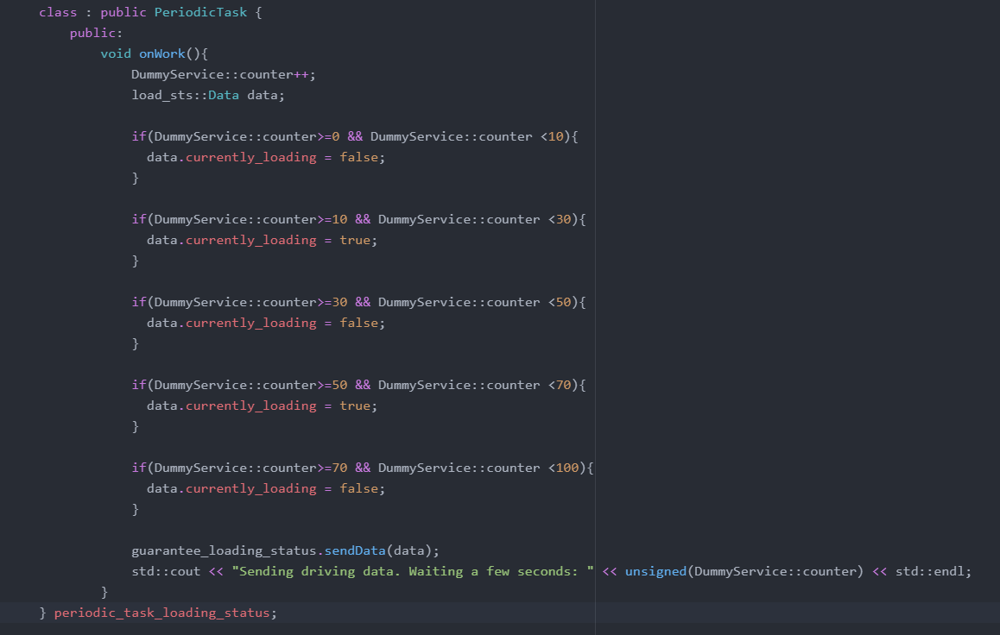 class : public PeriodicTask {
public:
void onWork(){
DummyService::counter++;
load_sts::Data data;
if(DummyService::counter>=0 && DummyService::counter <10){
data.currently_loading = false;
}
if(DummyService::counter>=10 && DummyService::counter <30){
data.currently_loading = true;
}
if(DummyService::counter>=30 && DummyService::counter <50){
data.currently_loading = false;
}
if(DummyService::counter>=50 && DummyService::counter <70){
data.currently_loading = true;
}
if(DummyService::counter>=70 && DummyService::counter <100){
data.currently_loading = false;
}
guarantee_loading_status.sendData(data);
std::cout << "Sending driving data. Waiting a few seconds: " << unsigned(DummyService::counter) << std::endl;
}
} periodic_task_loading_status;